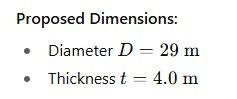 Proposed Dimensions:
• Diameter D = 29 m
• Thickness t = 4.0 m